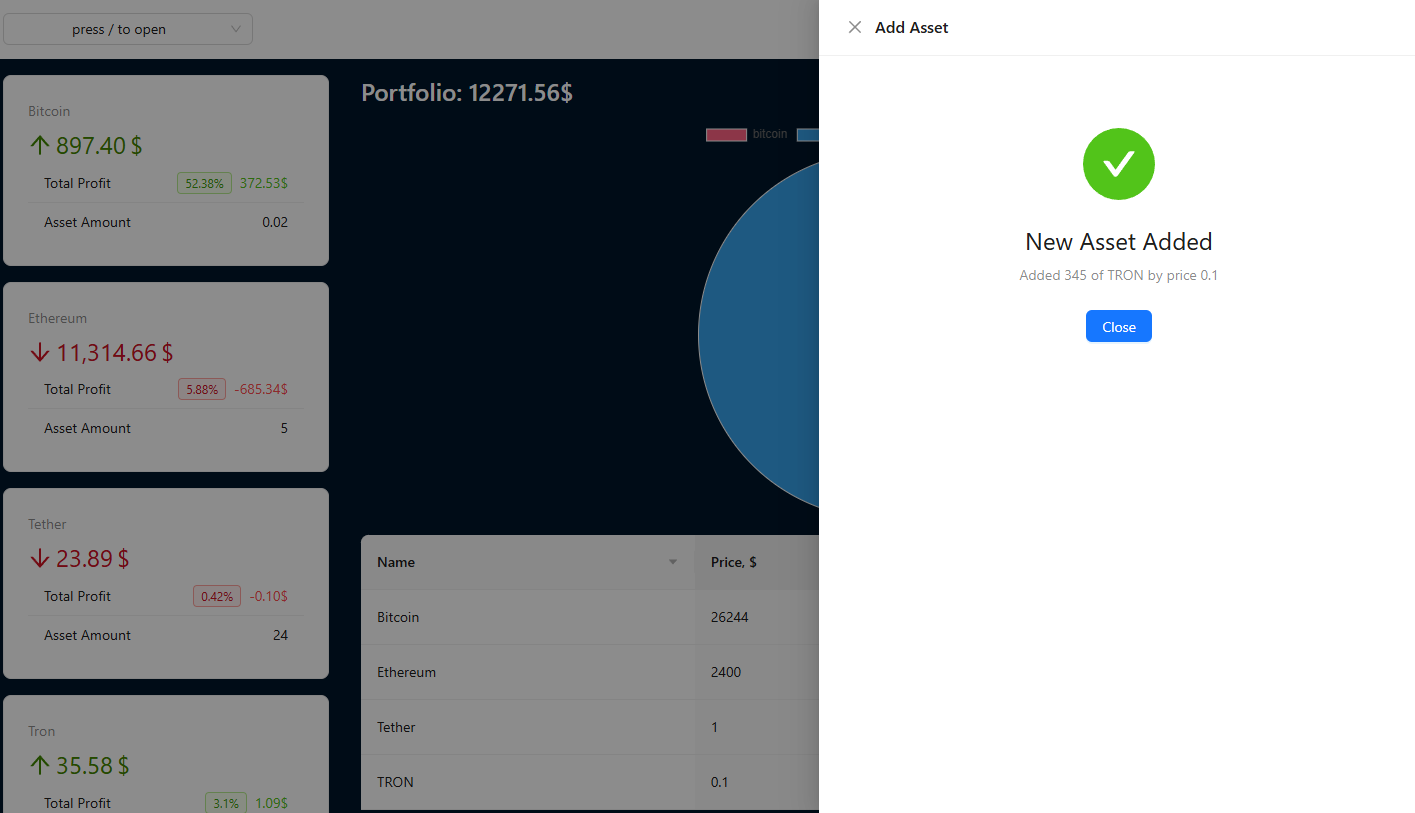 press / to open
Add Asset
Bitcoin
897.40 $
Total Profit 52.38% 372.53$
Asset Amount 0.02
Ethereum
11,314.66 $
Total Profit 5.88% -685.34$
Asset Amount 5
Tether
23.89 $
Total Profit 0.42% -0.10$
Asset Amount 24
Tron
35.58 $
Total Profit 3.1% 1.09$
Portfolio: 12271.56$
bitcoin
Name Price, $
Bitcoin 26244
Ethereum 2400
Tether 1
TRON 0.1
New Asset Added
Added 345 of TRON by price 0.1
Close